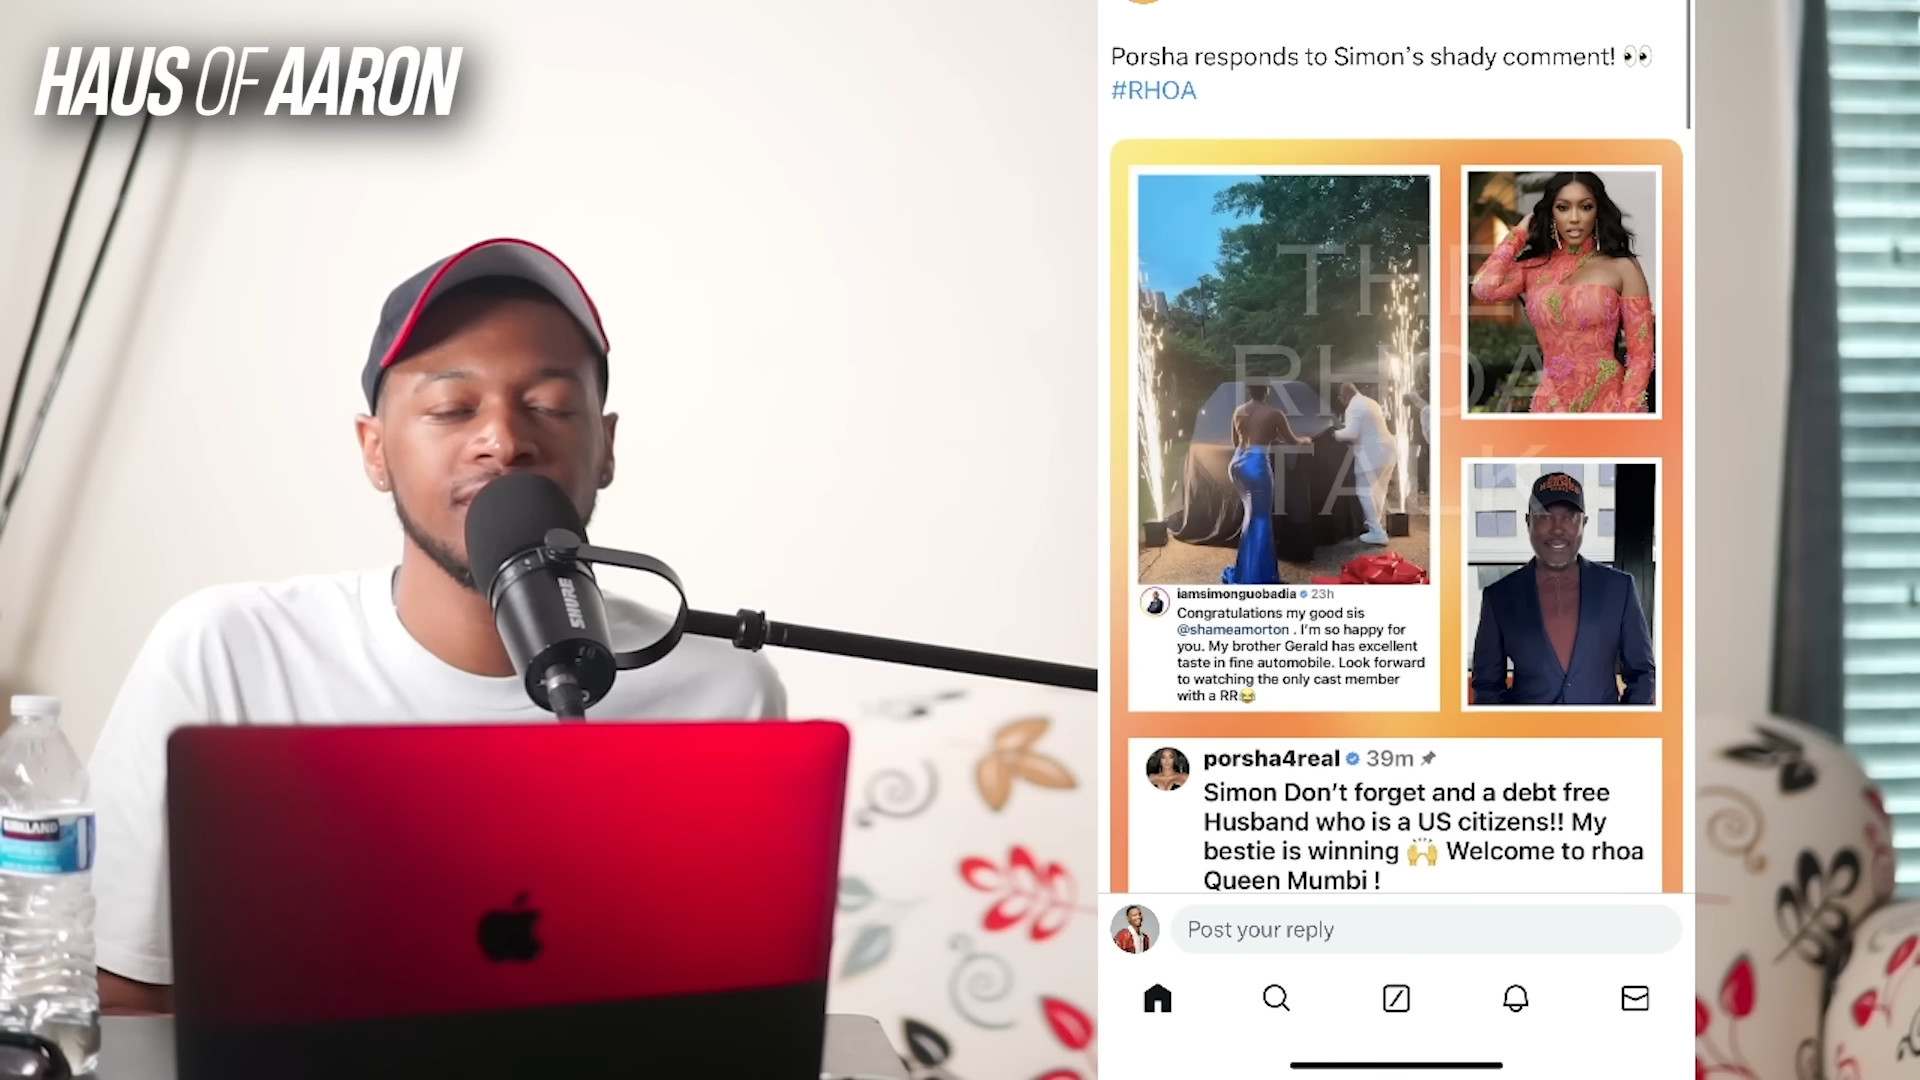 HAUS OF AARON
Porsha responds to Simon's shady comment! 👀
#RHOA
THE
RHOA
TALK
iamsimonguobadia 23h
Congratulations my good sis
@shameamorton . I'm so happy for
you. My brother Gerald has excellent
taste in fine automobile. Look forward
to watching the only cast member
with a RR😂
porsha4real 39m
Simon Don't forget and a debt free
Husband who is a US citizens!! My
bestie is winning 🙌 Welcome to rhoa
Queen Mumbi !
Post your reply
SHURE
KIRKLAND